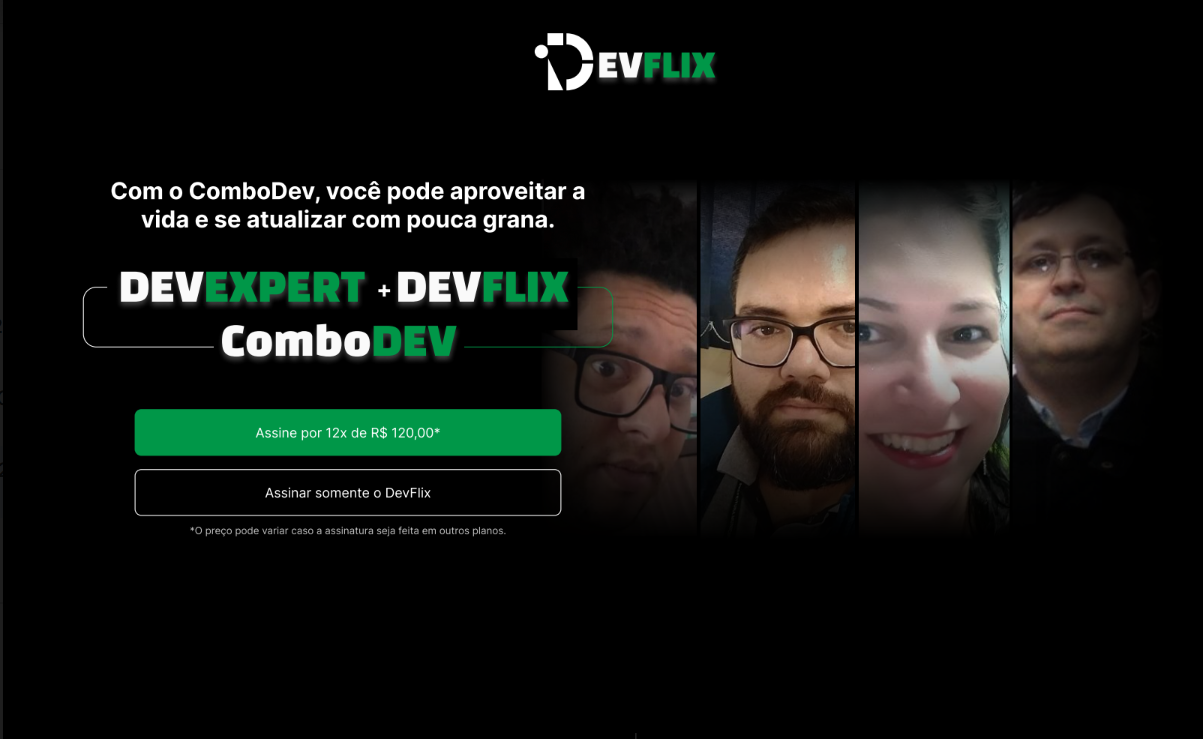 DEVFLIX
Com o ComboDev, você pode aproveitar a
vida e se atualizar com pouca grana.
DEVEXPERT + DEVFLIX
ComboDEV
Assine por 12x de R$ 120,00*
Assinar somente o DevFlix
*O preço pode variar caso a assinatura seja feita em outros planos.